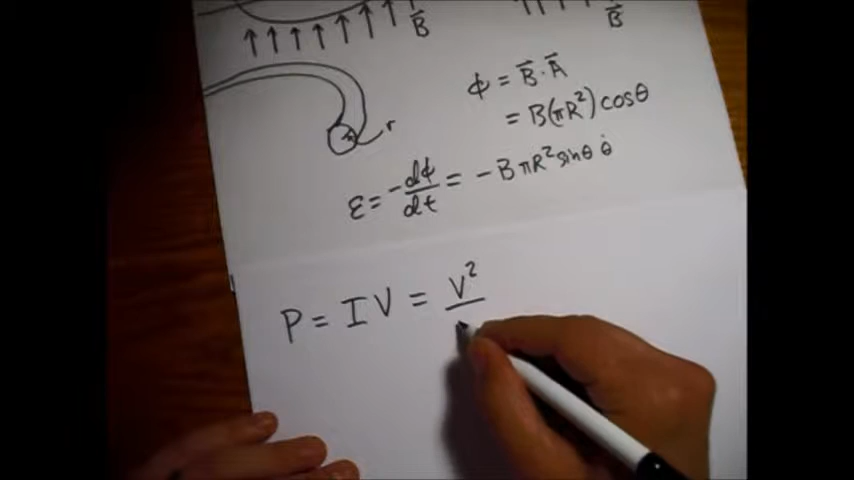 B⃗
B⃗
r
ϕ = B⃗ · A⃗
= B(πR²) cosθ
ε = -dϕ/dt = - BπR² sinθ θ̇
P = IV = V²